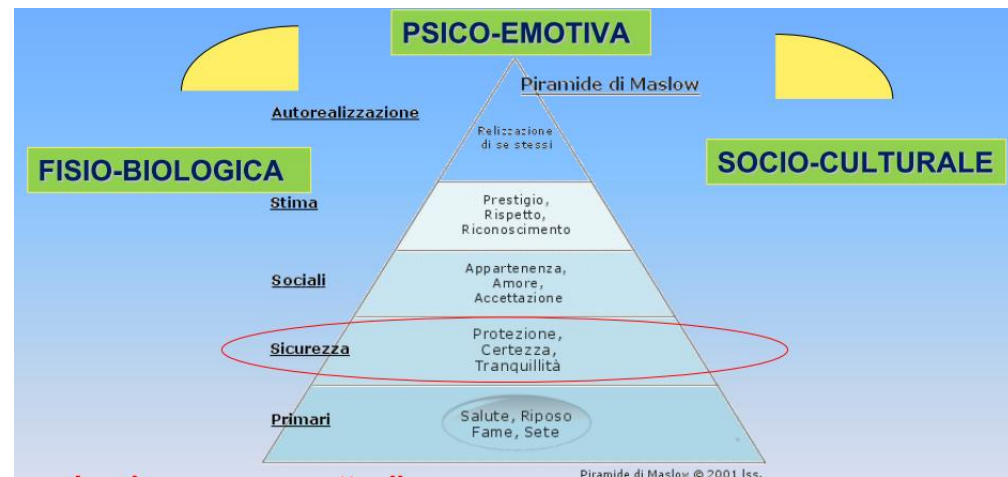 PSICO-EMOTIVA
Piramide di Maslow
Autorealizzazione
Relizzazione
di se stessi
FISIO-BIOLOGICA
SOCIO-CULTURALE
Stima
Prestigio,
Rispetto,
Riconoscimento
Sociali
Appartenenza,
Amore,
Accettazione
Sicurezza
Protezione,
Certezza,
Tranquillità
Primari
Salute, Riposo
Fame, Sete
Piramide di Maslow © 2001 lss.